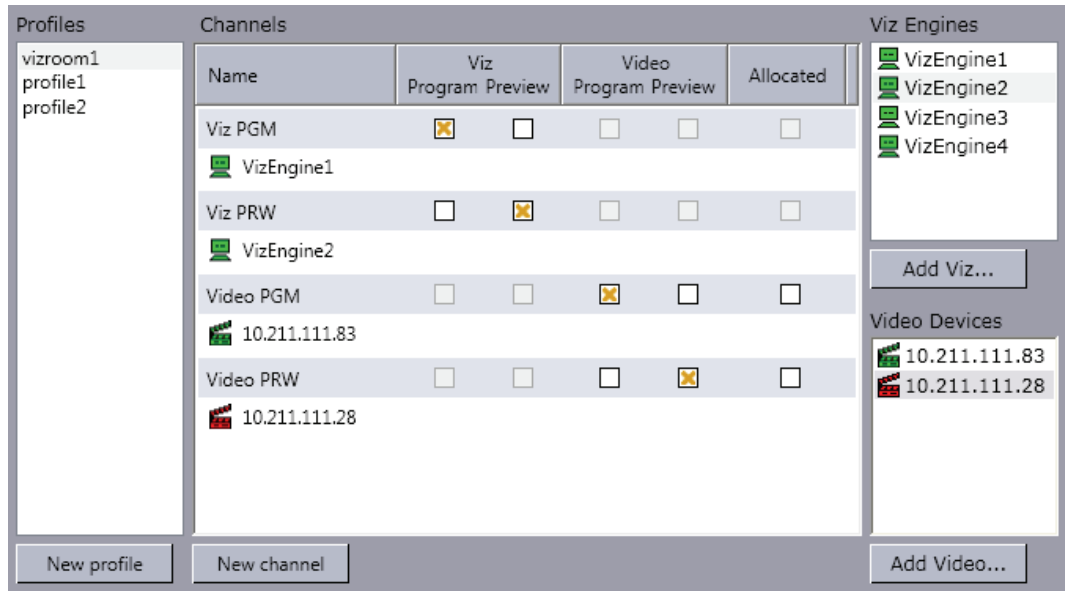 Profiles
vizroom1
profile1
profile2
New profile
Channels
Name
Viz
Program Preview
Video
Program Preview
Allocated
Viz PGM
VizEngine1
Viz PRW
VizEngine2
Video PGM
10.211.111.83
Video PRW
10.211.111.28
New channel
Viz Engines
VizEngine1
VizEngine2
VizEngine3
VizEngine4
Add Viz...
Video Devices
10.211.111.83
10.211.111.28
Add Video...